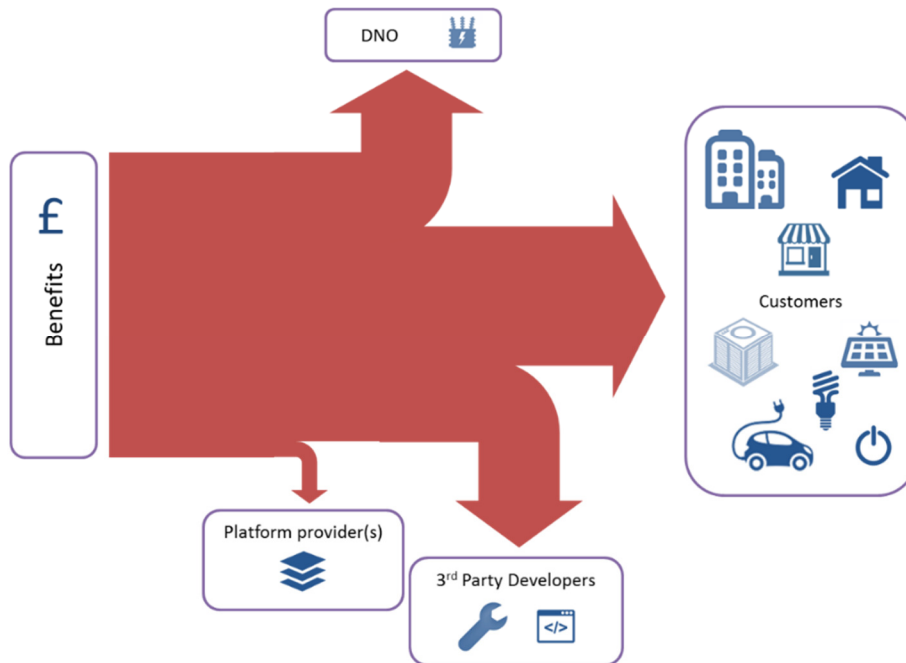 DNO
£
Benefits
Customers
Platform provider(s)
3rd Party Developers
</>